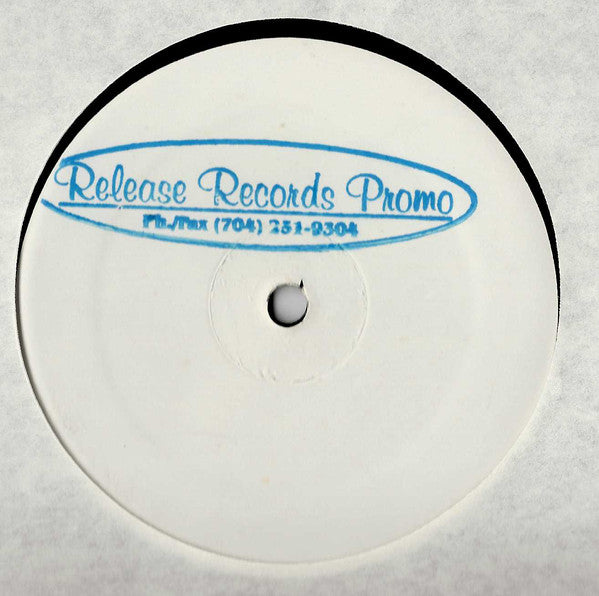 Release Records Promo
Ph./Fax (704) 251-9304